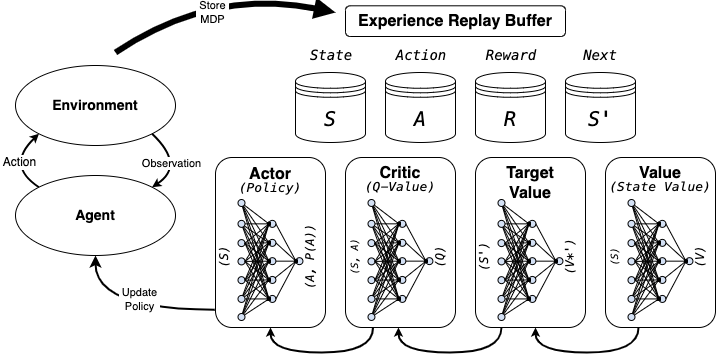 Store
MDP
Experience Replay Buffer
State
Action
Reward
Next
S
A
R
S'
Environment
Action
Observation
Agent
Update
Policy
Actor
(Policy)
(S)
(A, P(A))
Critic
(Q-Value)
(S, A)
(Q)
Target
Value
(S')
(V*')
Value
(State Value)
(S)
(V)